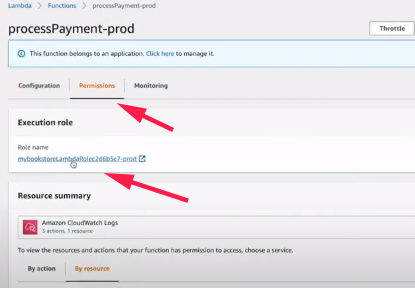 Lambda > Functions > processPayment-prod
processPayment-prod
Throttle
This function belongs to an application. Click here to manage it.
Configuration Permissions Monitoring
Execution role
Role name
mybookstoreLambdaRolec2d6b5c7-prod
Resource summary
Amazon CloudWatch Logs
3 actions, 1 resource
To view the resources and actions that your function has permission to access, choose a service.
By action By resource